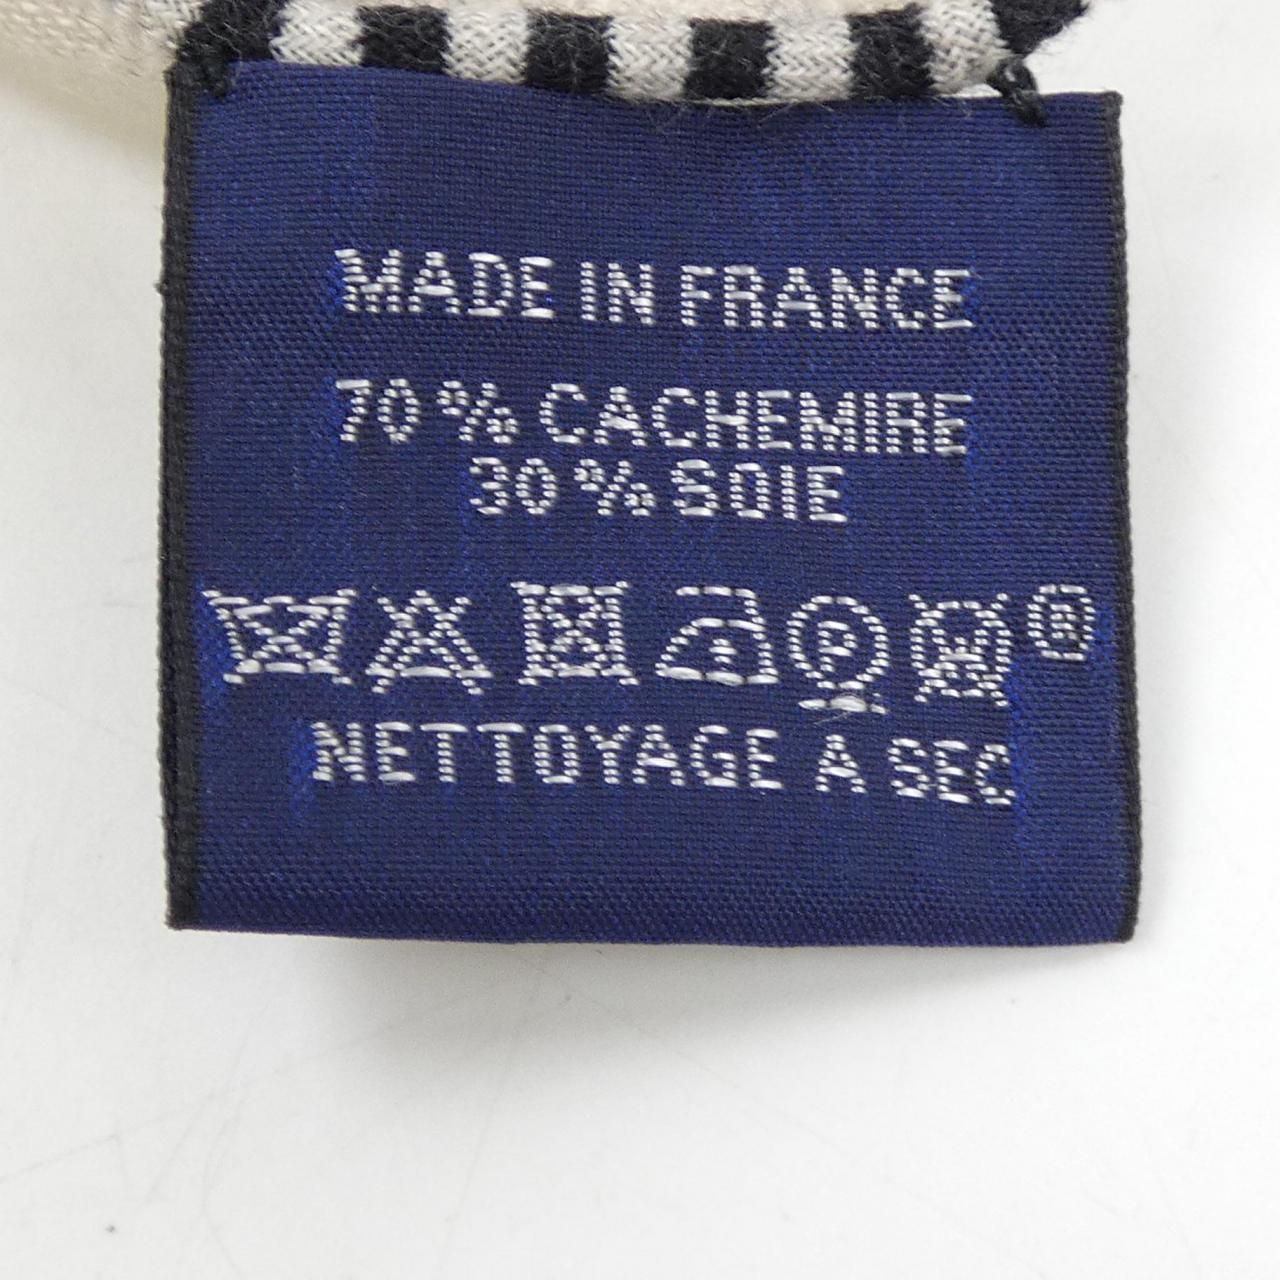 MADE IN FRANCE
70% CACHEMIRE
30% SOIE
P W ®
NETTOYAGE A SEC